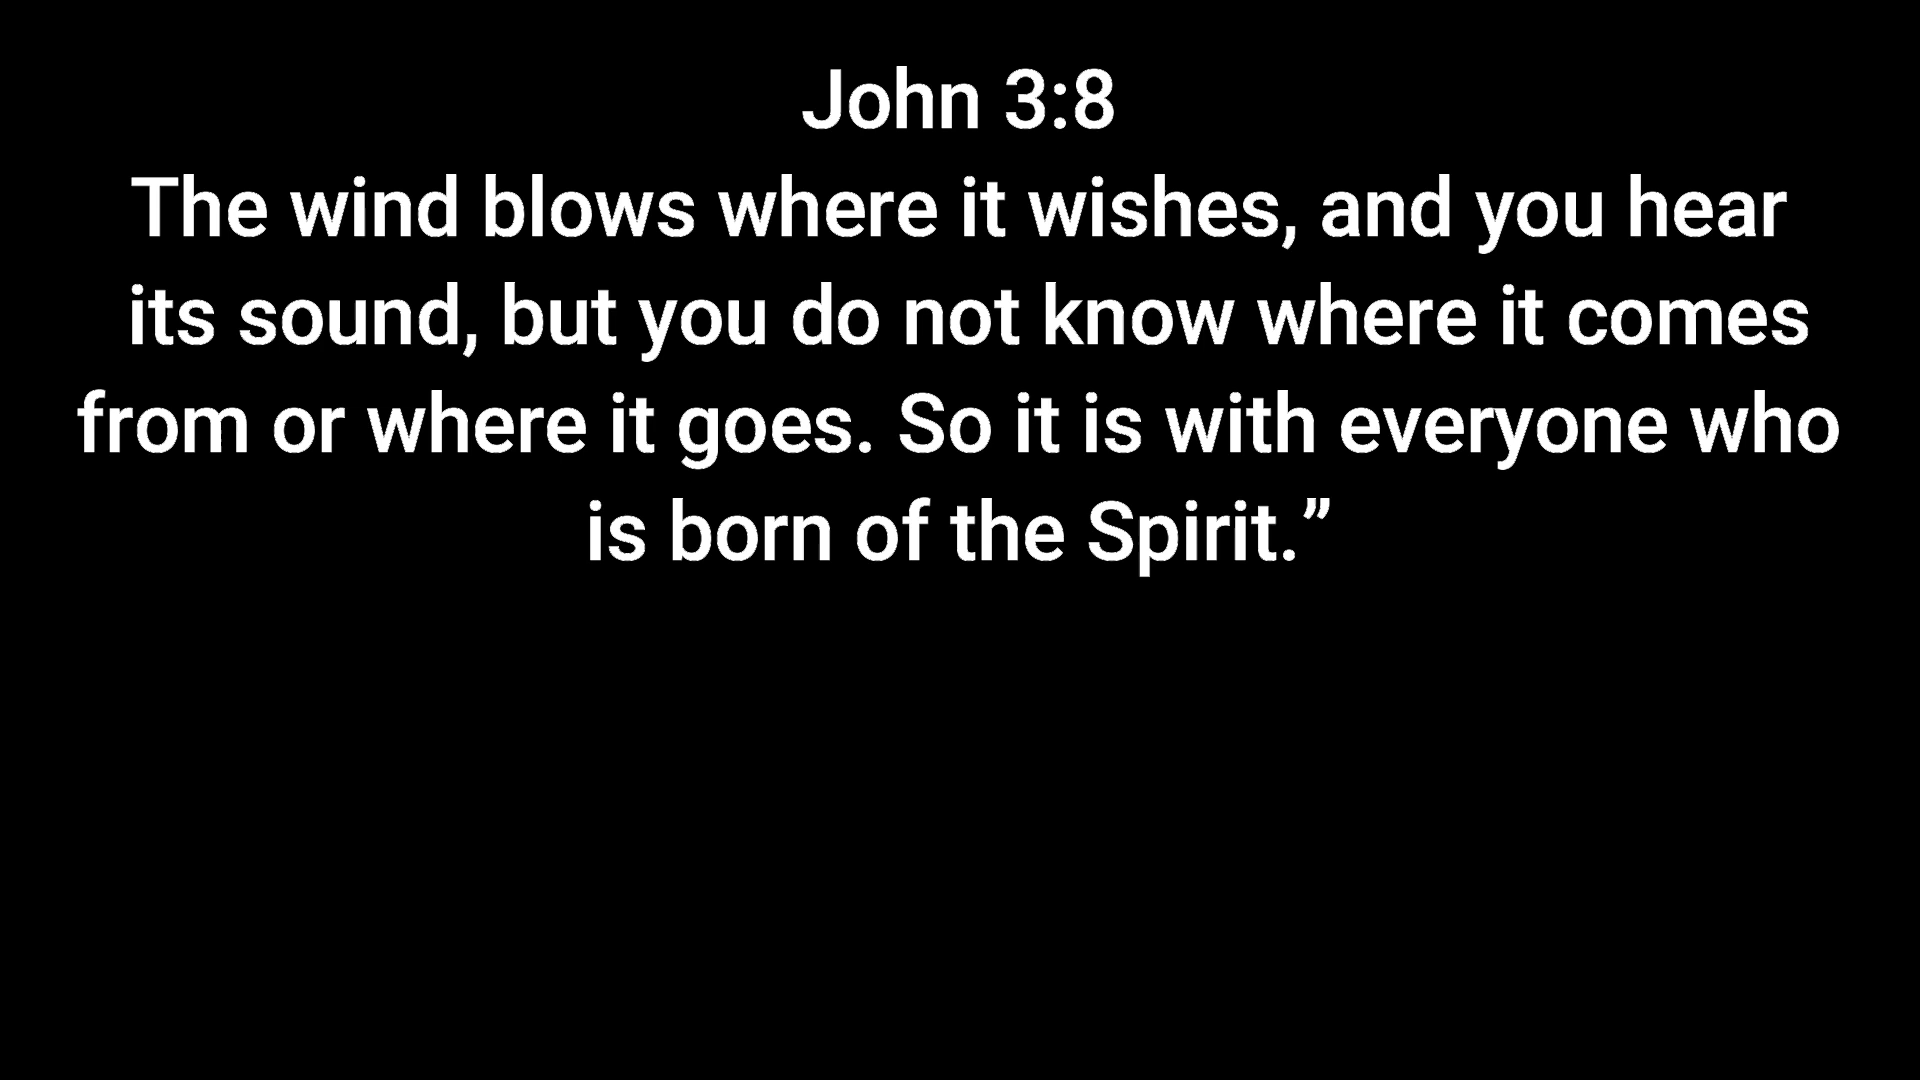 John 3:8
The wind blows where it wishes, and you hear
its sound, but you do not know where it comes
from or where it goes. So it is with everyone who
is born of the Spirit.”